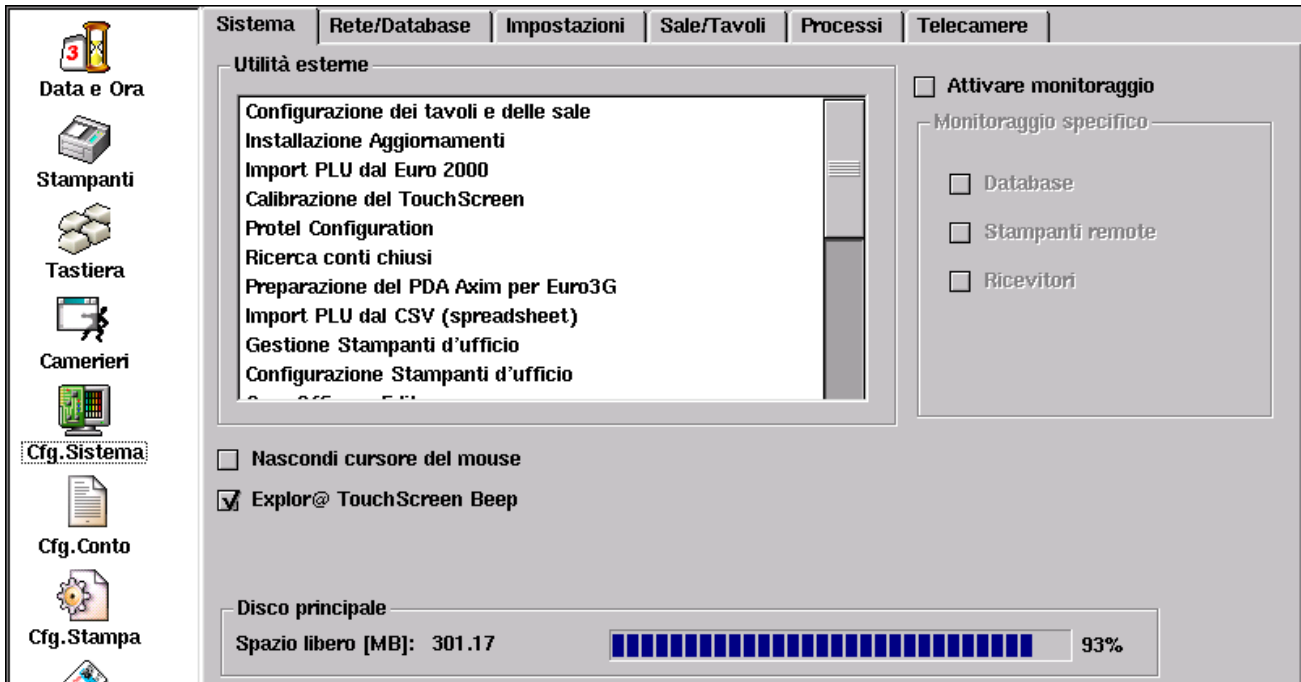 Sistema
Rete/Database
Impostazioni
Sale/Tavoli
Processi
Telecamere
3
Data e Ora
Stampanti
Tastiera
Camerieri
Cfg.Sistema
Cfg.Conto
Cfg.Stampa
Utilità esterne
Configurazione dei tavoli e delle sale
Installazione Aggiornamenti
Import PLU dal Euro 2000
Calibrazione del TouchScreen
Protel Configuration
Ricerca conti chiusi
Preparazione del PDA Axim per Euro3G
Import PLU dal CSV (spreadsheet)
Gestione Stampanti d'ufficio
Configurazione Stampanti d'ufficio
Attivare monitoraggio
Monitoraggio specifico
Database
Stampanti remote
Ricevitori
Nascondi cursore del mouse
Explor@ TouchScreen Beep
Disco principale
Spazio libero [MB]: 301.17
93%